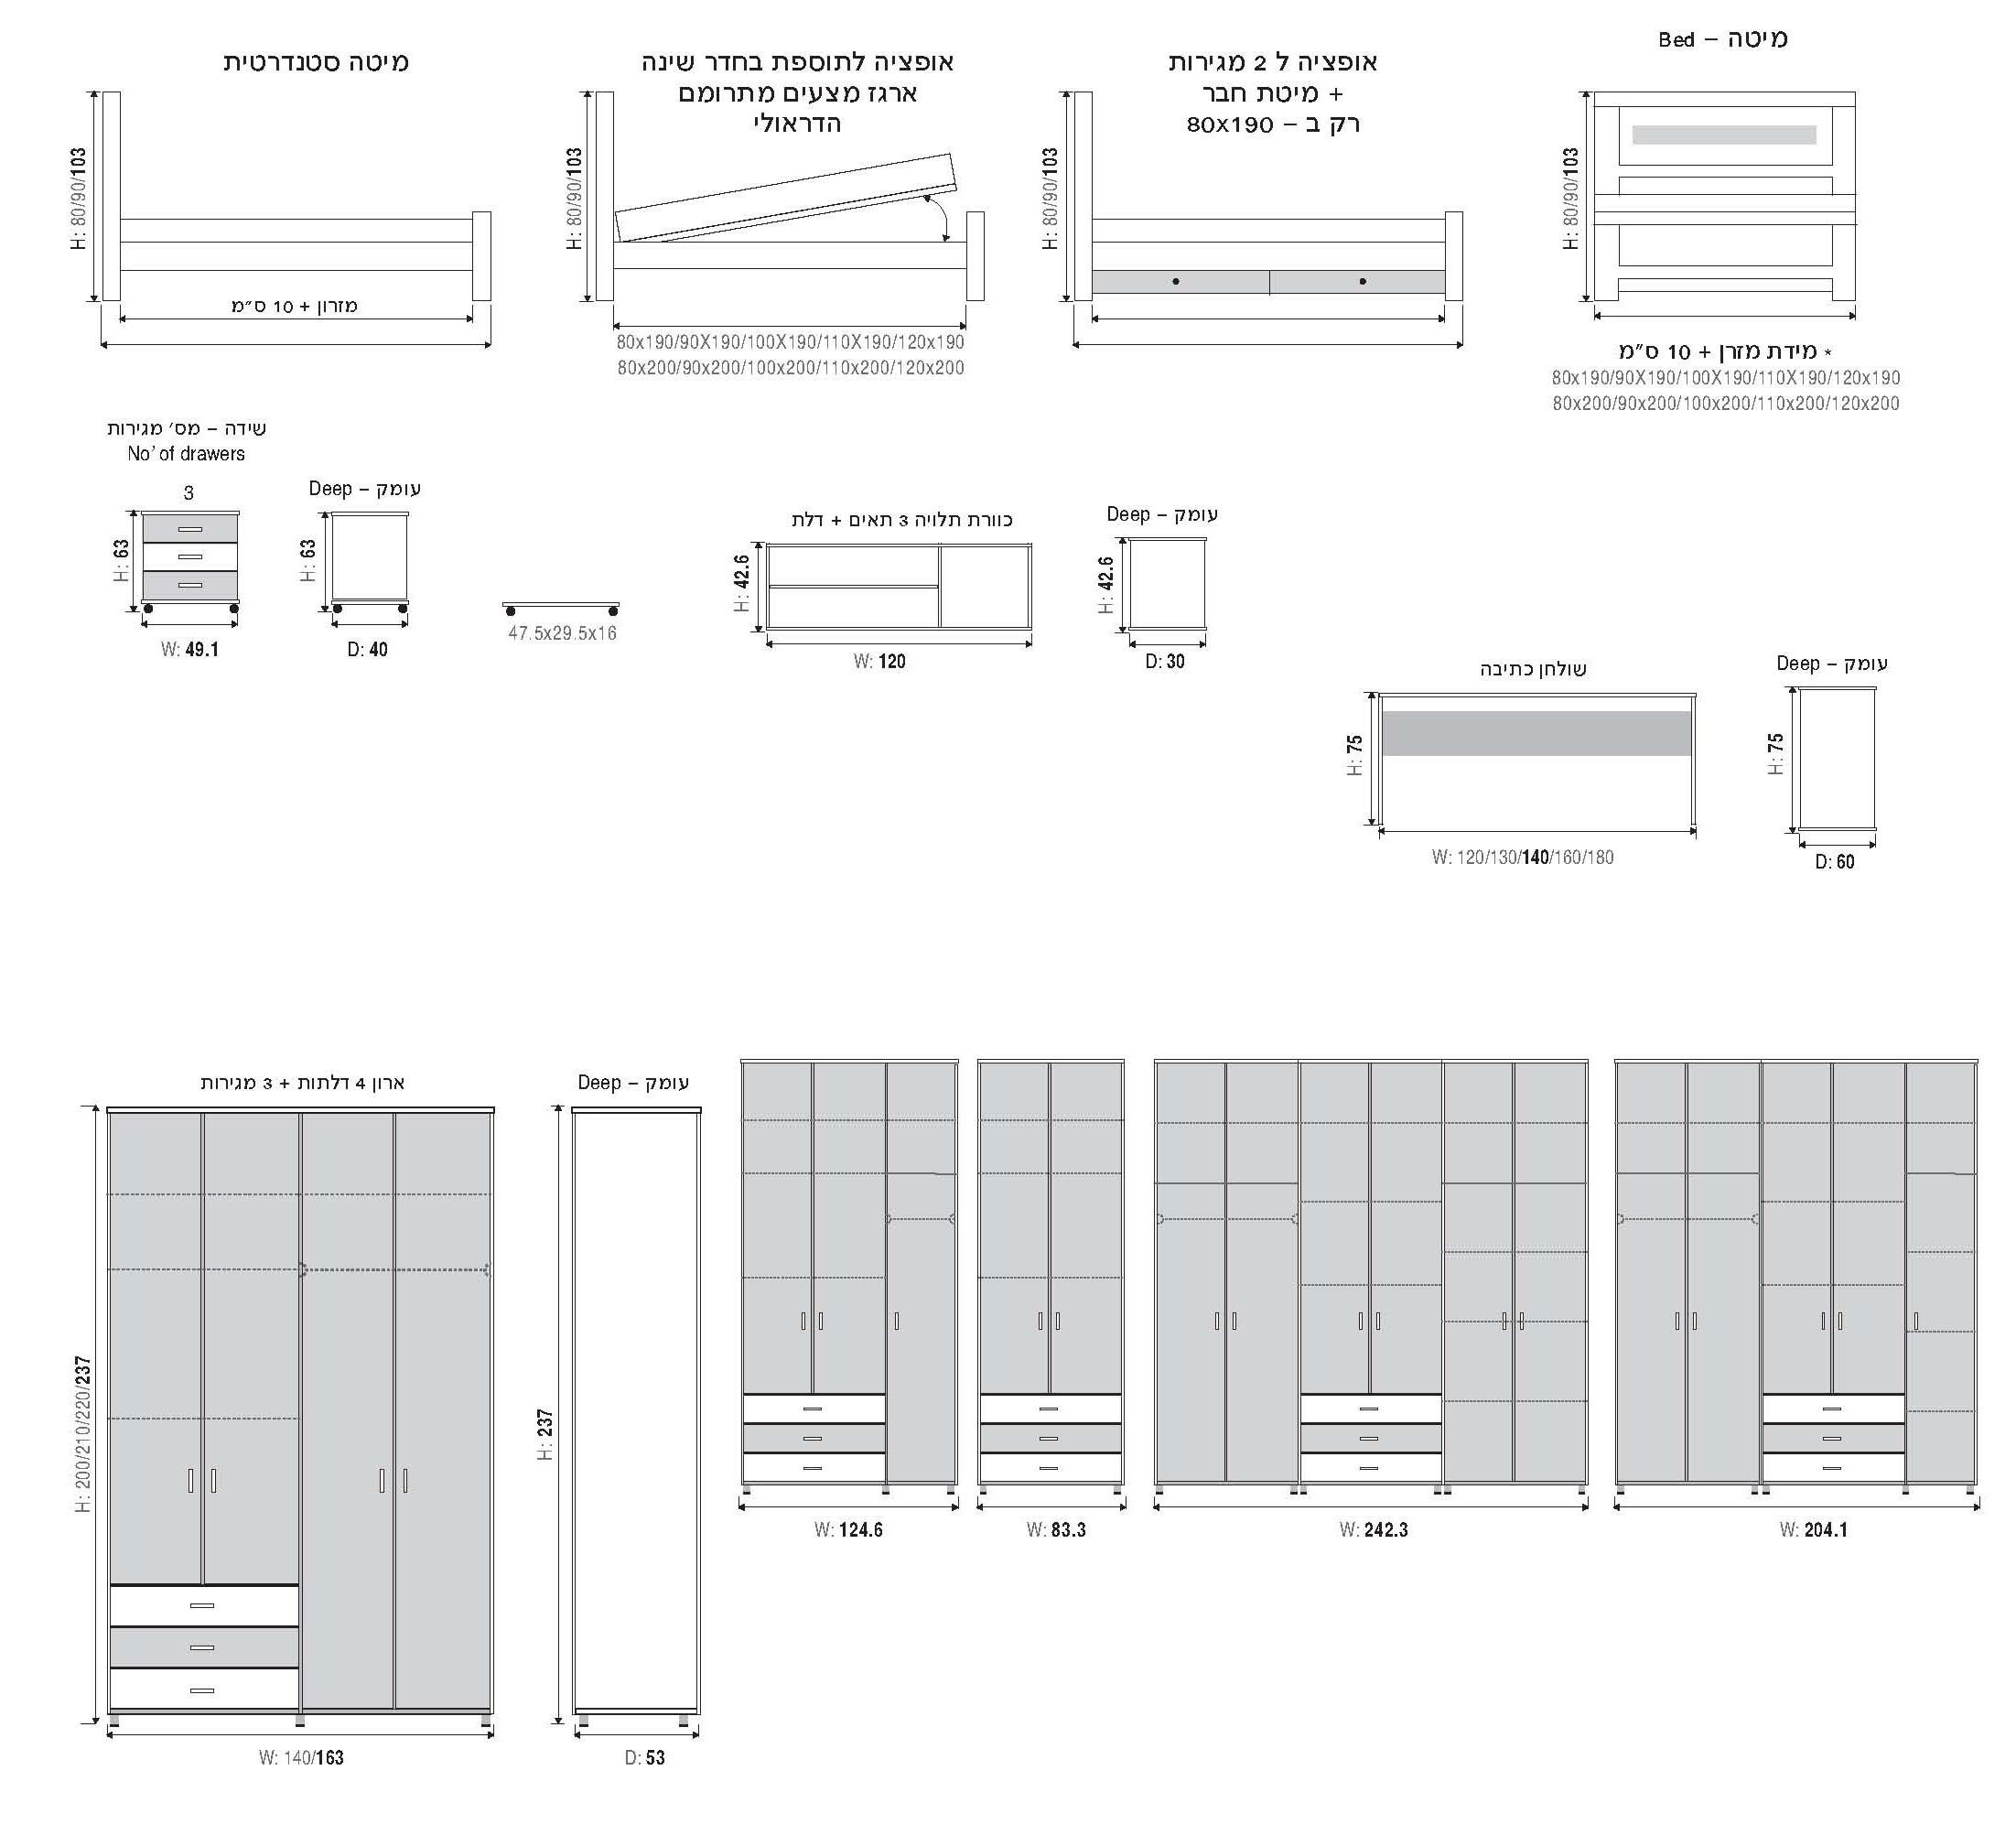 מיטה סטנדרטית
H: 80/90/103
מזרון + 10 ס״מ
אופציה לתוספת בחדר שינה
ארגז מצעים מתרומם
הדראולי
H: 80/90/103
80x190/90X190/100X190/110X190/120x190
80x200/90x200/100x200/110x200/120x200
אופציה ל 2 מגירות
+ מיטת חבר
רק ב – 80x190
H: 80/90/103
מיטה – Bed
H: 80/90/103
* מידת מזרן + 10 ס״מ
80x190/90X190/100X190/110X190/120x190
80x200/90x200/100x200/110x200/120x200
שידה – מס׳ מגירות
No’ of drawers
3
H: 63
W: 49.1
עומק – Deep
H: 63
D: 40
47.5x29.5x16
כוורת תלויה 3 תאים + דלת
H: 42.6
W: 120
עומק – Deep
H: 42.6
D: 30
שולחן כתיבה
H: 75
W: 120/130/140/160/180
עומק – Deep
H: 75
D: 60
ארון 4 דלתות + 3 מגירות
H: 200/210/220/237
W: 140/163
עומק – Deep
H: 237
D: 53
W: 124.6
W: 83.3
W: 242.3
W: 204.1